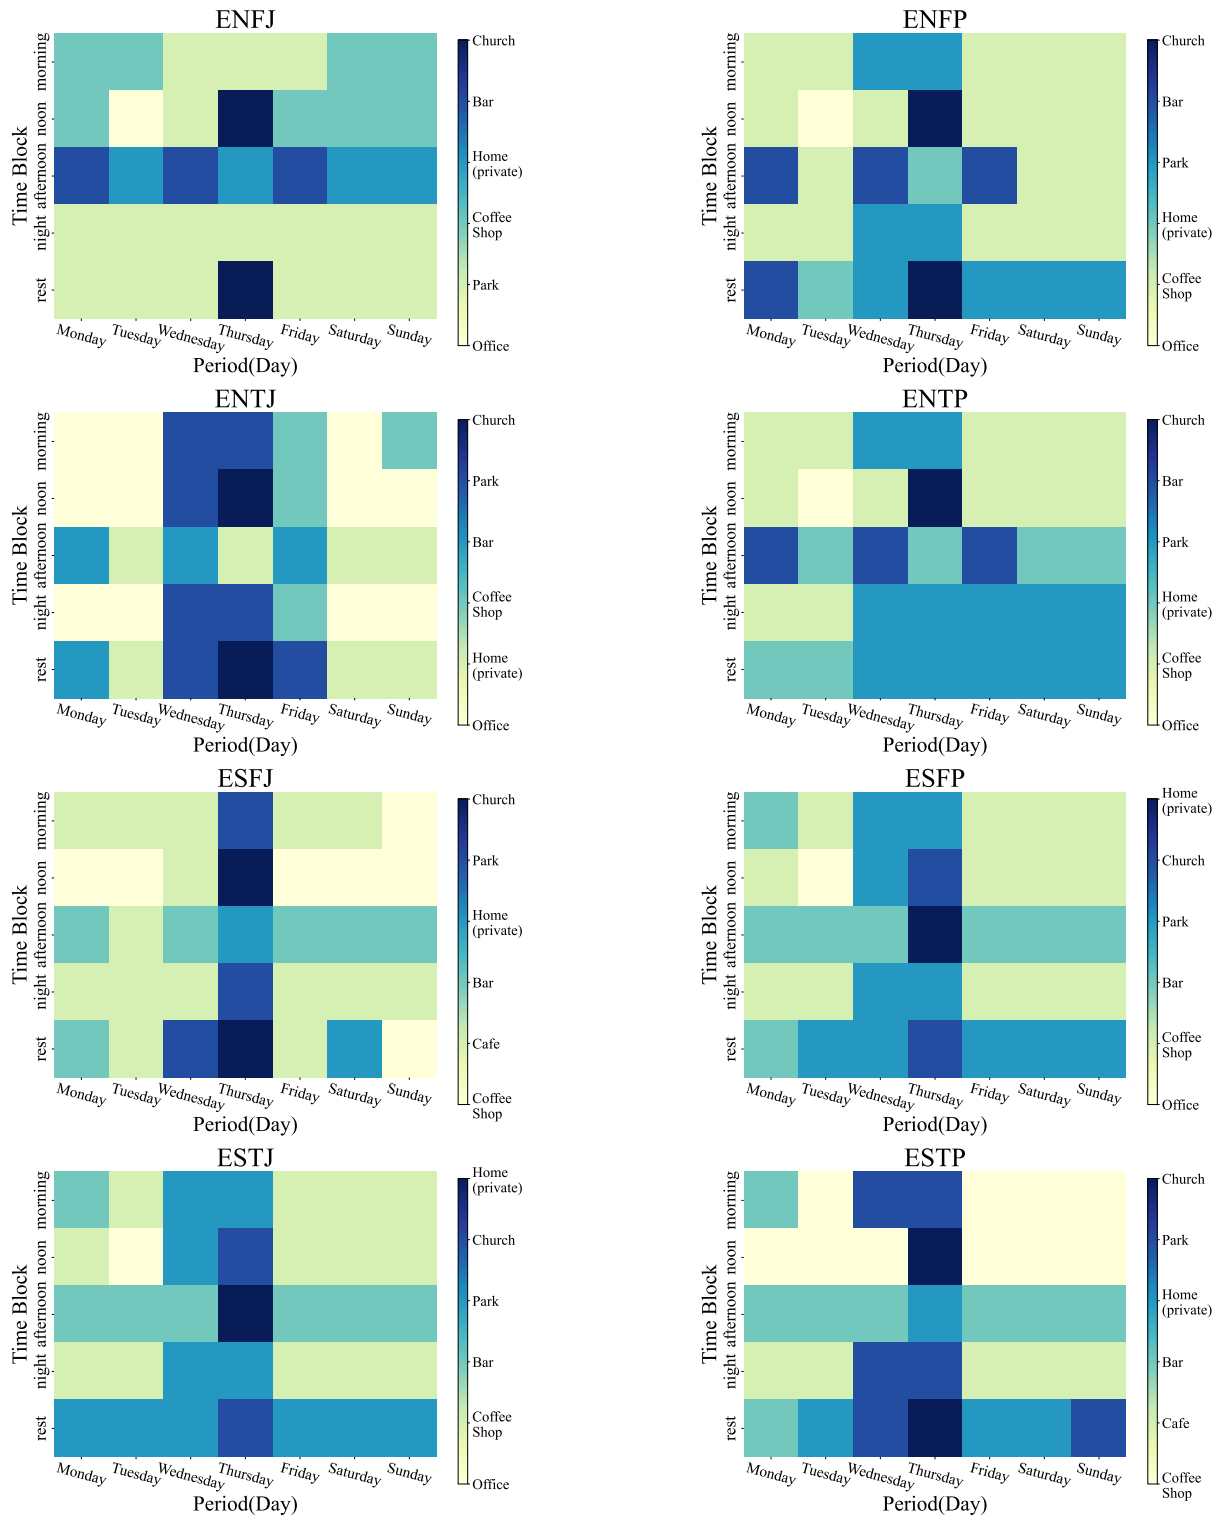 ENFJ
Time Block
morning
noon
afternoon
night
rest
Monday
Tuesday
Wednesday
Thursday
Friday
Saturday
Sunday
Period(Day)
Church
Bar
Home
(private)
Coffee
Shop
Park
Office
ENFP
Time Block
morning
noon
afternoon
night
rest
Monday
Tuesday
Wednesday
Thursday
Friday
Saturday
Sunday
Period(Day)
Church
Bar
Park
Home
(private)
Coffee
Shop
Office
ENTJ
Time Block
morning
noon
afternoon
night
rest
Monday
Tuesday
Wednesday
Thursday
Friday
Saturday
Sunday
Period(Day)
Church
Park
Bar
Coffee
Shop
Home
(private)
Office
ENTP
Time Block
morning
noon
afternoon
night
rest
Monday
Tuesday
Wednesday
Thursday
Friday
Saturday
Sunday
Period(Day)
Church
Bar
Park
Home
(private)
Coffee
Shop
Office
ESFJ
Time Block
morning
noon
afternoon
night
rest
Monday
Tuesday
Wednesday
Thursday
Friday
Saturday
Sunday
Period(Day)
Church
Park
Home
(private)
Bar
Cafe
Coffee
Shop
ESFP
Time Block
morning
noon
afternoon
night
rest
Monday
Tuesday
Wednesday
Thursday
Friday
Saturday
Sunday
Period(Day)
Home
(private)
Church
Park
Bar
Coffee
Shop
Office
ESTJ
Time Block
morning
noon
afternoon
night
rest
Monday
Tuesday
Wednesday
Thursday
Friday
Saturday
Sunday
Period(Day)
Home
(private)
Church
Park
Bar
Coffee
Shop
Office
ESTP
Time Block
morning
noon
afternoon
night
rest
Monday
Tuesday
Wednesday
Thursday
Friday
Saturday
Sunday
Period(Day)
Church
Park
Home
(private)
Bar
Cafe
Coffee
Shop